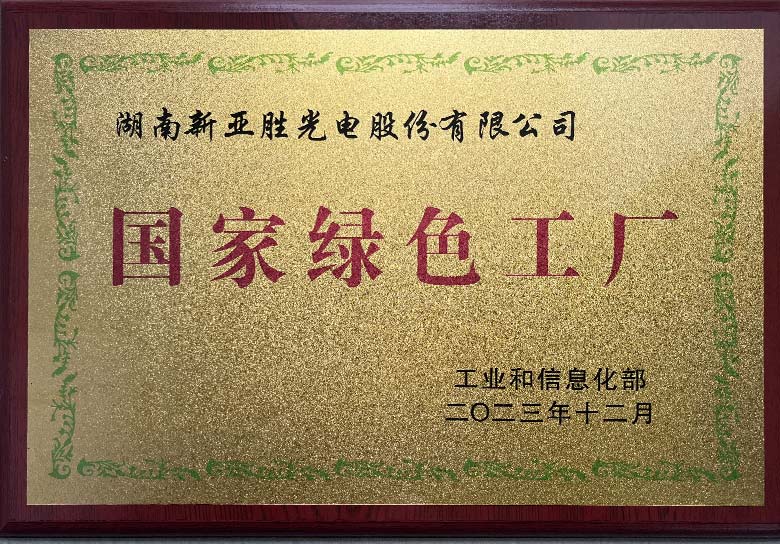 湖南新亚胜光电股份有限公司
国家绿色工厂
工业和信息化部
二〇二三年十二月